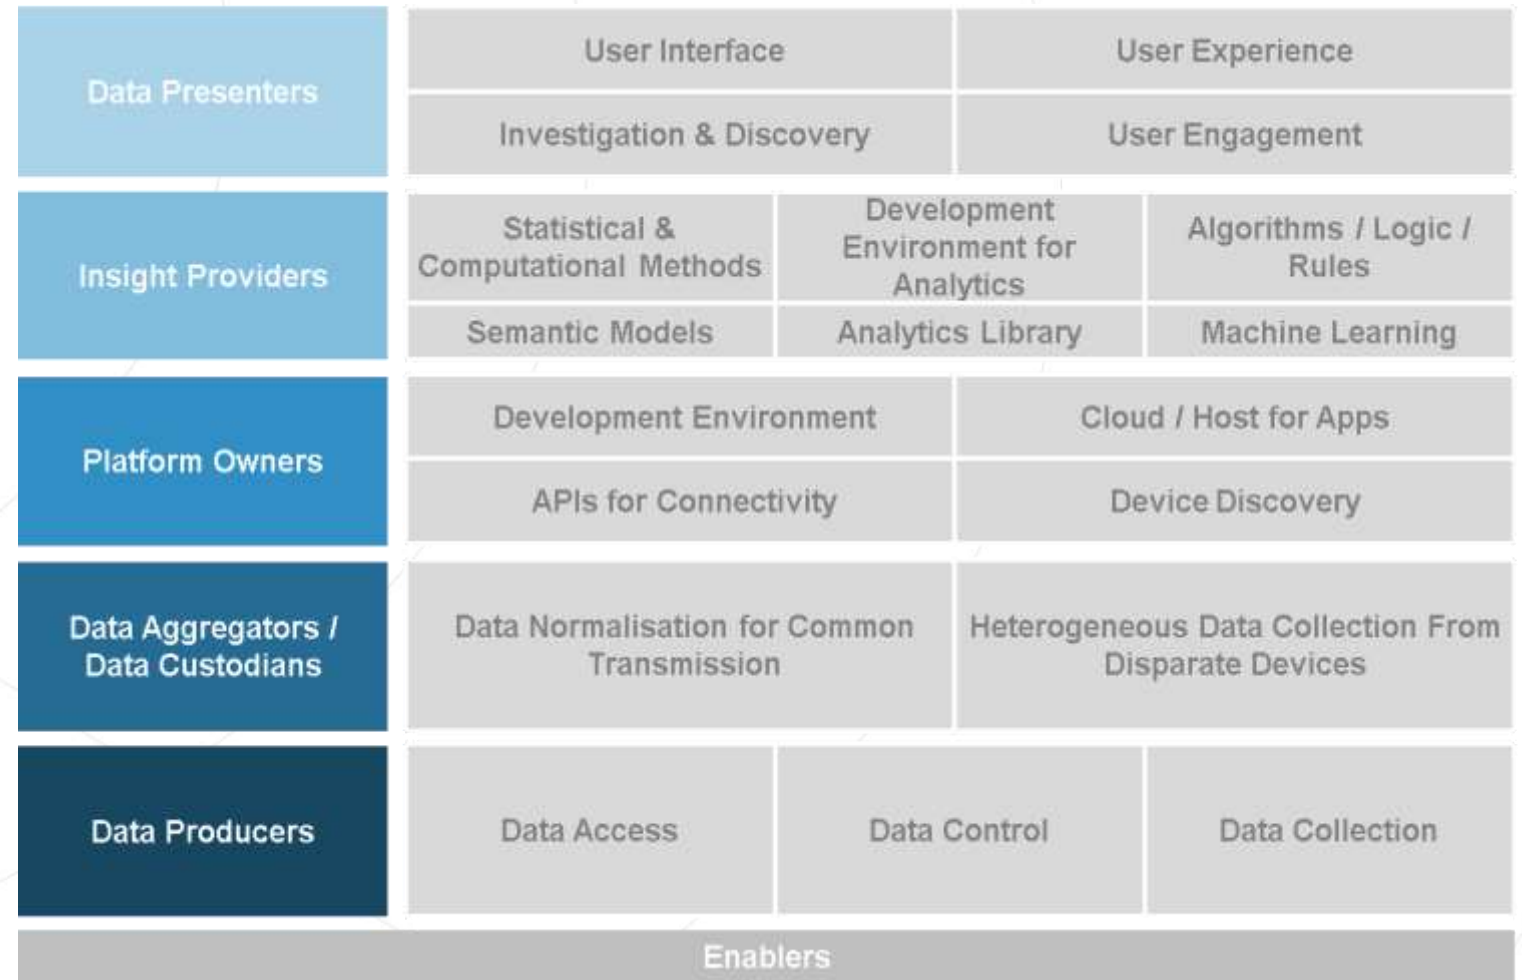 Data Presenters
User Interface
User Experience
Investigation & Discovery
User Engagement
Insight Providers
Statistical &
Computational Methods
Development
Environment for
Analytics
Algorithms / Logic /
Rules
Semantic Models
Analytics Library
Machine Learning
Platform Owners
Development Environment
Cloud / Host for Apps
APIs for Connectivity
Device Discovery
Data Aggregators /
Data Custodians
Data Normalisation for Common
Transmission
Heterogeneous Data Collection From
Disparate Devices
Data Producers
Data Access
Data Control
Data Collection
Enablers